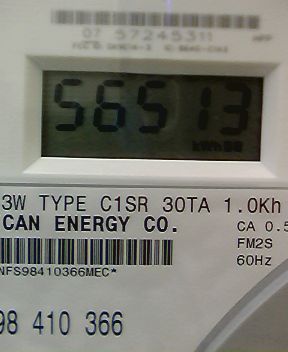 07 57245311
56513
kWh
3W TYPE C1SR 30TA 1.0Kh
CAN ENERGY CO.
CA 0.5
FM2S
NFS98410366MEC*
60Hz
98 410 366